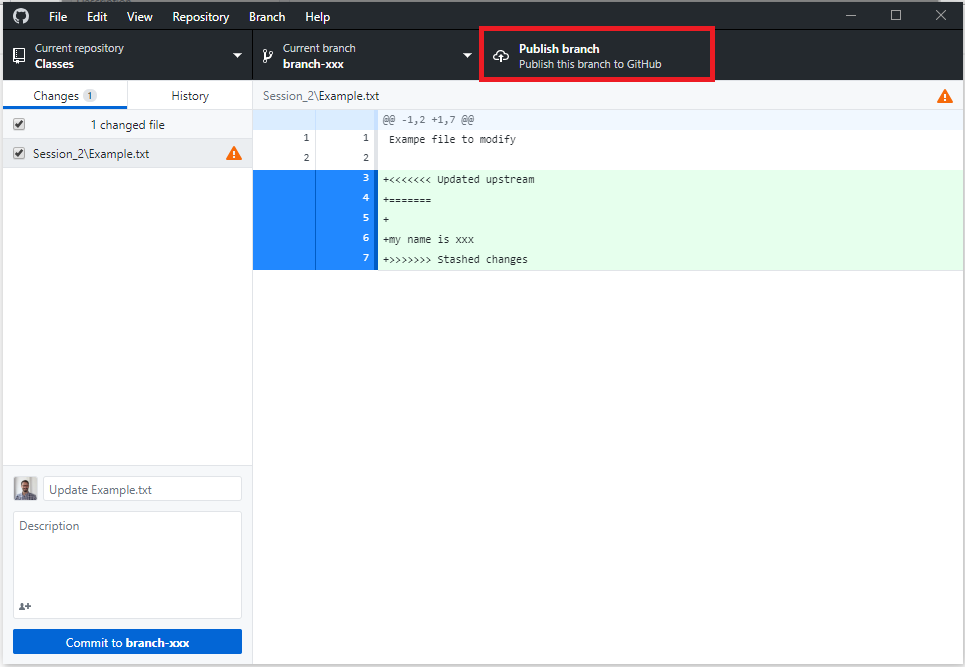 File Edit View Repository Branch Help
Current repository
Classes
Current branch
branch-xxx
Publish branch
Publish this branch to GitHub
Changes 1
History
Session_2\Example.txt
1 changed file
Session_2\Example.txt
@@ -1,2 +1,7 @@
1 1 Exampe file to modify
2 2
3 +<<<<<<< Updated upstream
4 +=======
5 +
6 +my name is xxx
7 +>>>>>>> Stashed changes
Update Example.txt
Description
Commit to branch-xxx